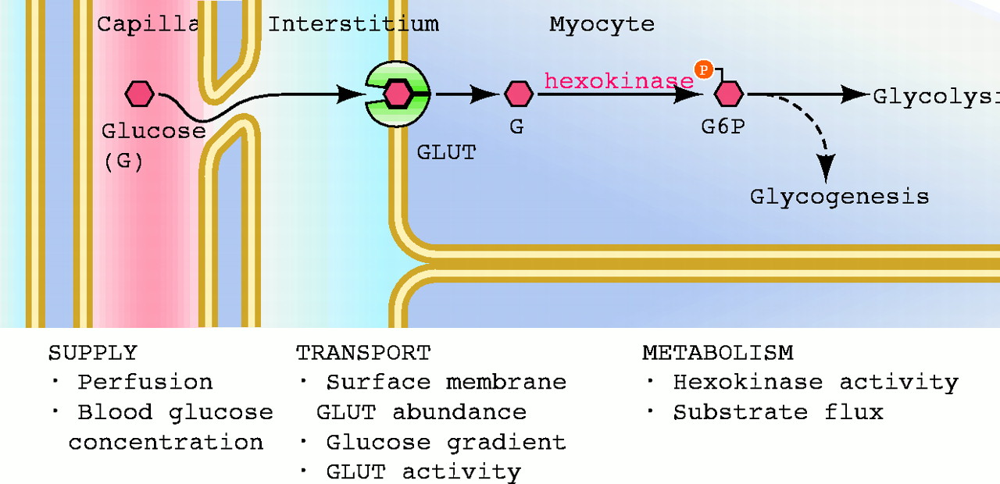 Capilla
Interstitium
Myocyte
hexokinase
P
Glucose
(G)
GLUT
G
G6P
Glycolysi
Glycogenesis
SUPPLY
· Perfusion
· Blood glucose
concentration
TRANSPORT
· Surface membrane
GLUT abundance
· Glucose gradient
· GLUT activity
METABOLISM
· Hexokinase activity
· Substrate flux